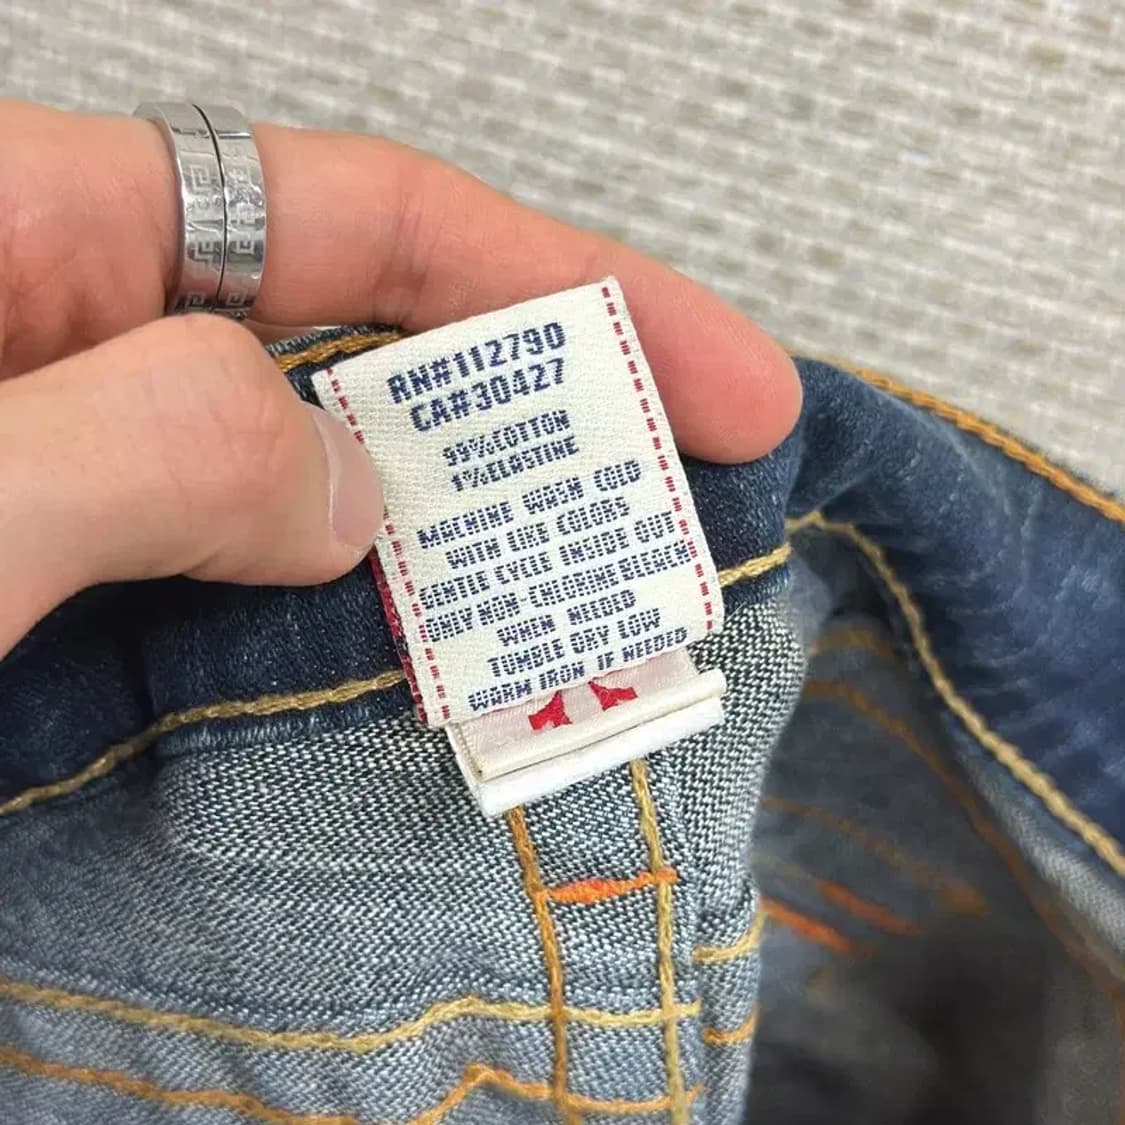 RN#112790
CA#30427
99%COTTON
1%ELASTINE
MACHINE WASH COLD
WITH LIKE COLORS
GENTLE CYCLE INSIDE OUT
ONLY NON-CHLORINE BLEACH
WHEN NEEDED
TUMBLE DRY LOW
WARM IRON IF NEEDED